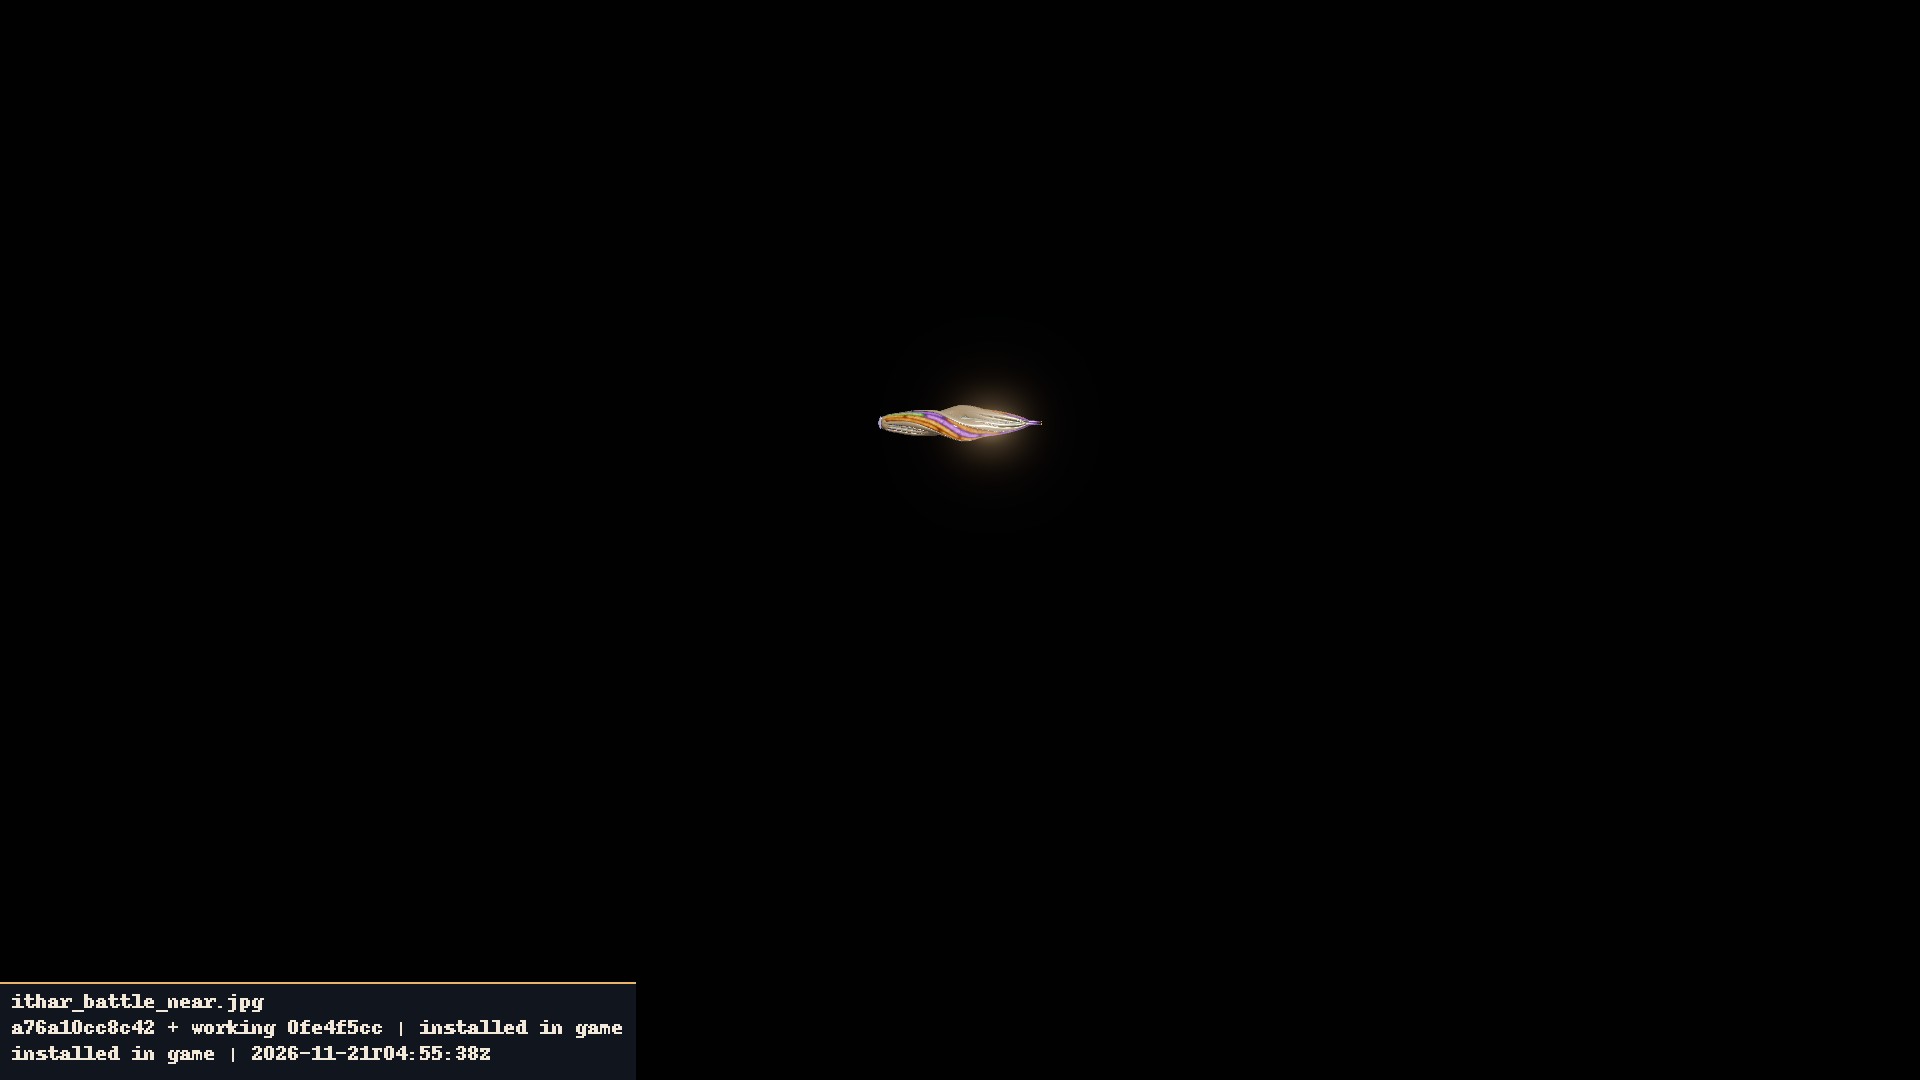 ithar_battle_near.jpg
a76a10cc8c42 + working 0fe4f5cc | installed in game
installed in game | 2026-11-21T04:55:38Z